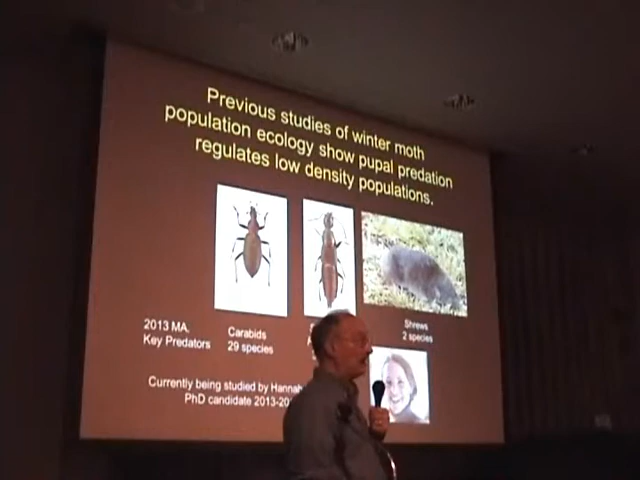 Previous studies of winter moth
population ecology show pupal predation
regulates low density populations.
2013 MA,
Key Predators
Carabids
29 species
Shrews
2 species
Currently being studied by Hannah
PhD candidate 2013-20